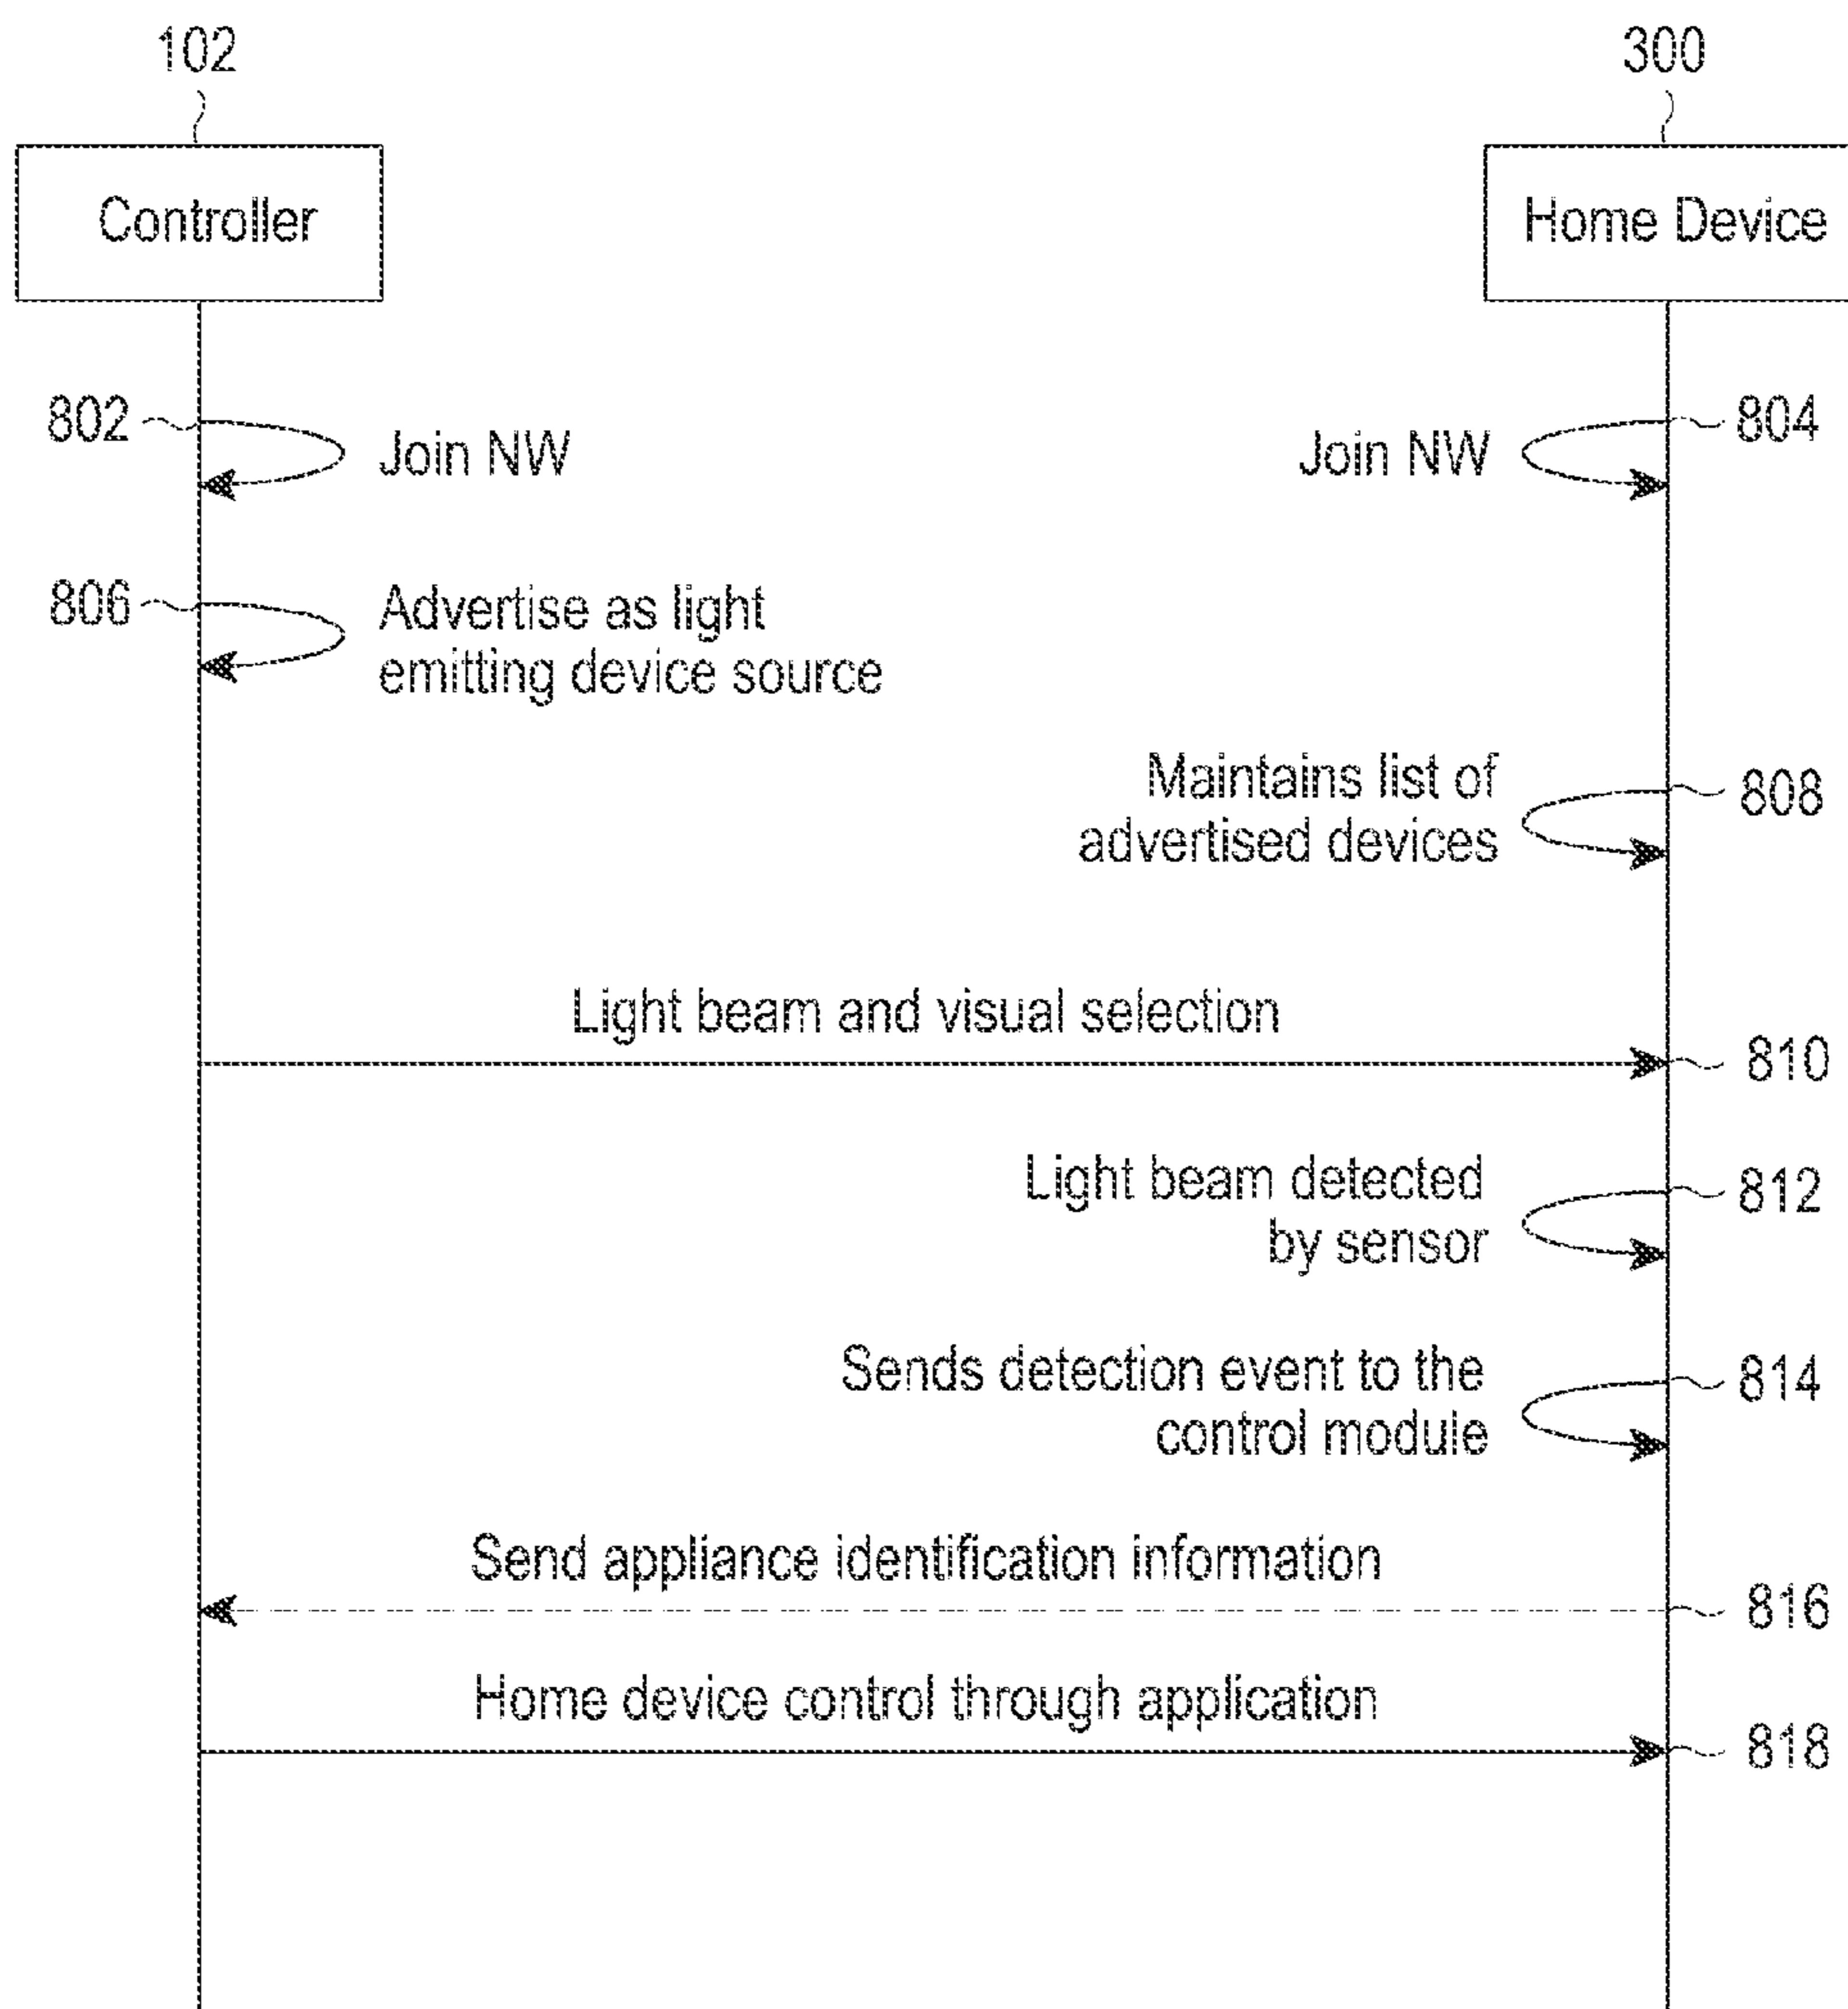 102
300
Controller
Home Device
802
Join NW
Join NW
804
806
Advertise as light
emitting device source
Maintains list of
advertised devices
808
Light beam and visual selection
810
Light beam detected
by sensor
812
Sends detection event to the
control module
814
Send appliance identification information
816
Home device control through application
818